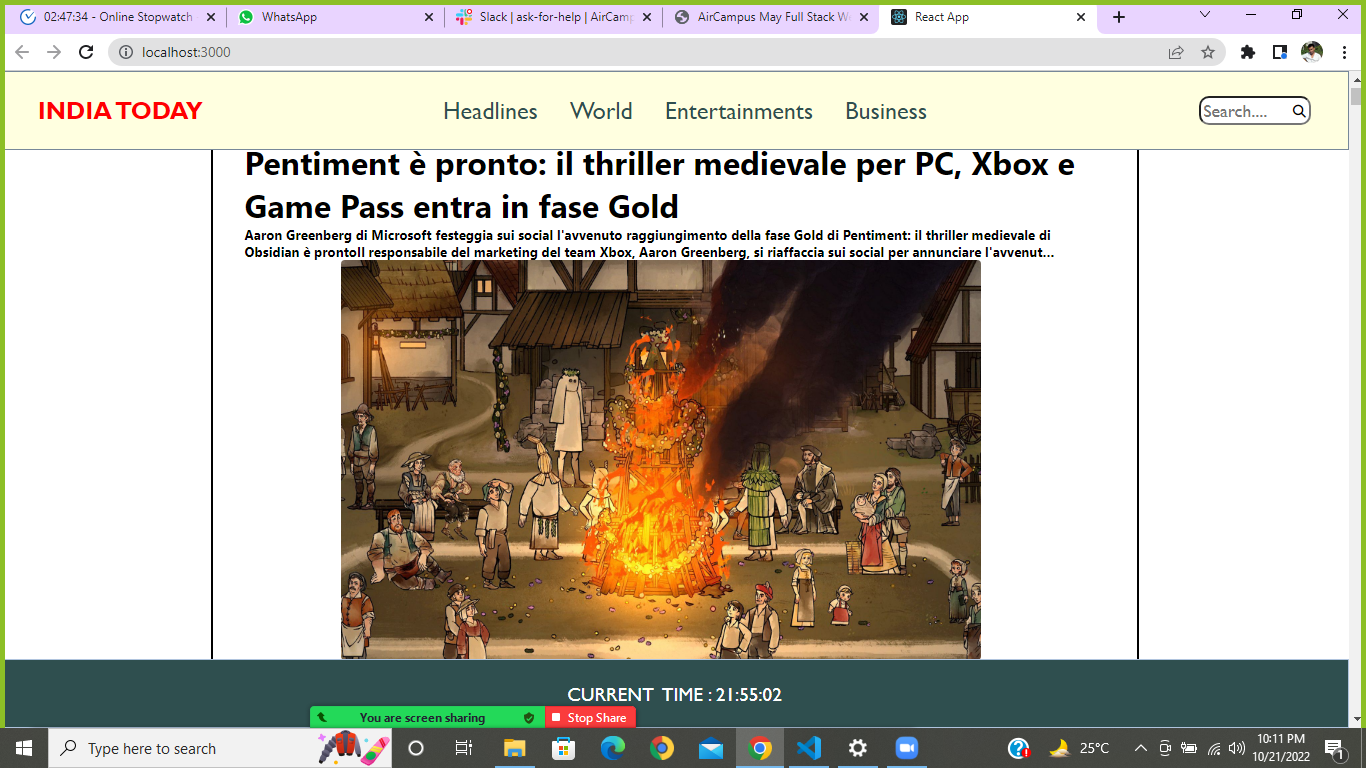 02:47:34 - Online Stopwatch
WhatsApp
Slack | ask-for-help | AirCamp
AirCampus May Full Stack W
React App
localhost:3000
INDIA TODAY
Headlines
World
Entertainments
Business
Search....
Pentiment è pronto: il thriller medievale per PC, Xbox e
Game Pass entra in fase Gold
Aaron Greenberg di Microsoft festeggia sui social l'avvenuto raggiungimento della fase Gold di Pentiment: il thriller medievale di
Obsidian è prontoIl responsabile del marketing del team Xbox, Aaron Greenberg, si riaffaccia sui social per annunciare l'avvenut...
CURRENT TIME : 21:55:02
You are screen sharing
Stop Share
Type here to search
25°C
10:11 PM
10/21/2022
1